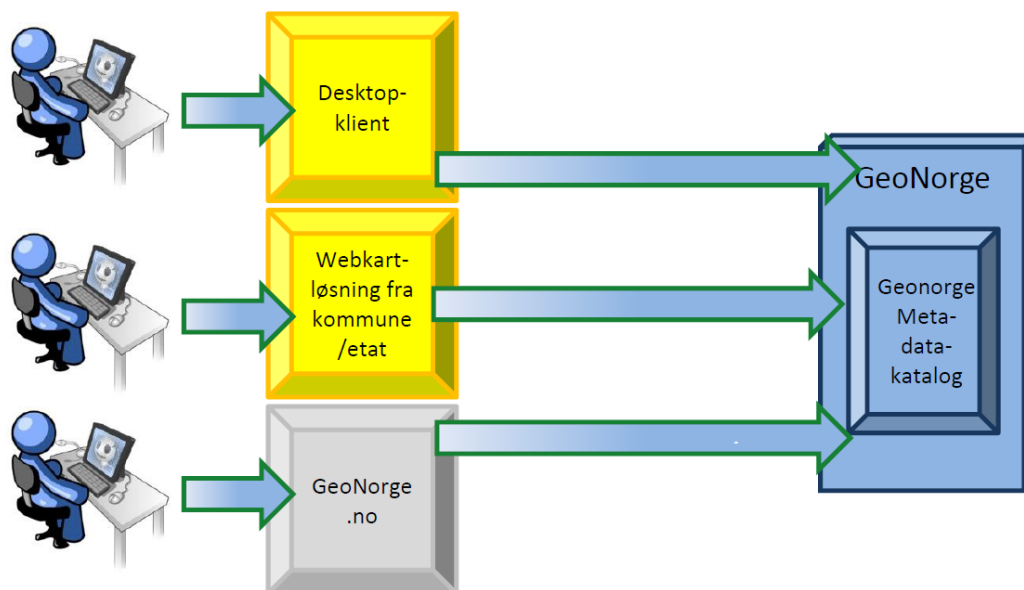 Desktop-
klient
Webkart-
løsning fra
kommune
/etat
GeoNorge
.no
GeoNorge
Geonorge
Meta-
data-
katalog